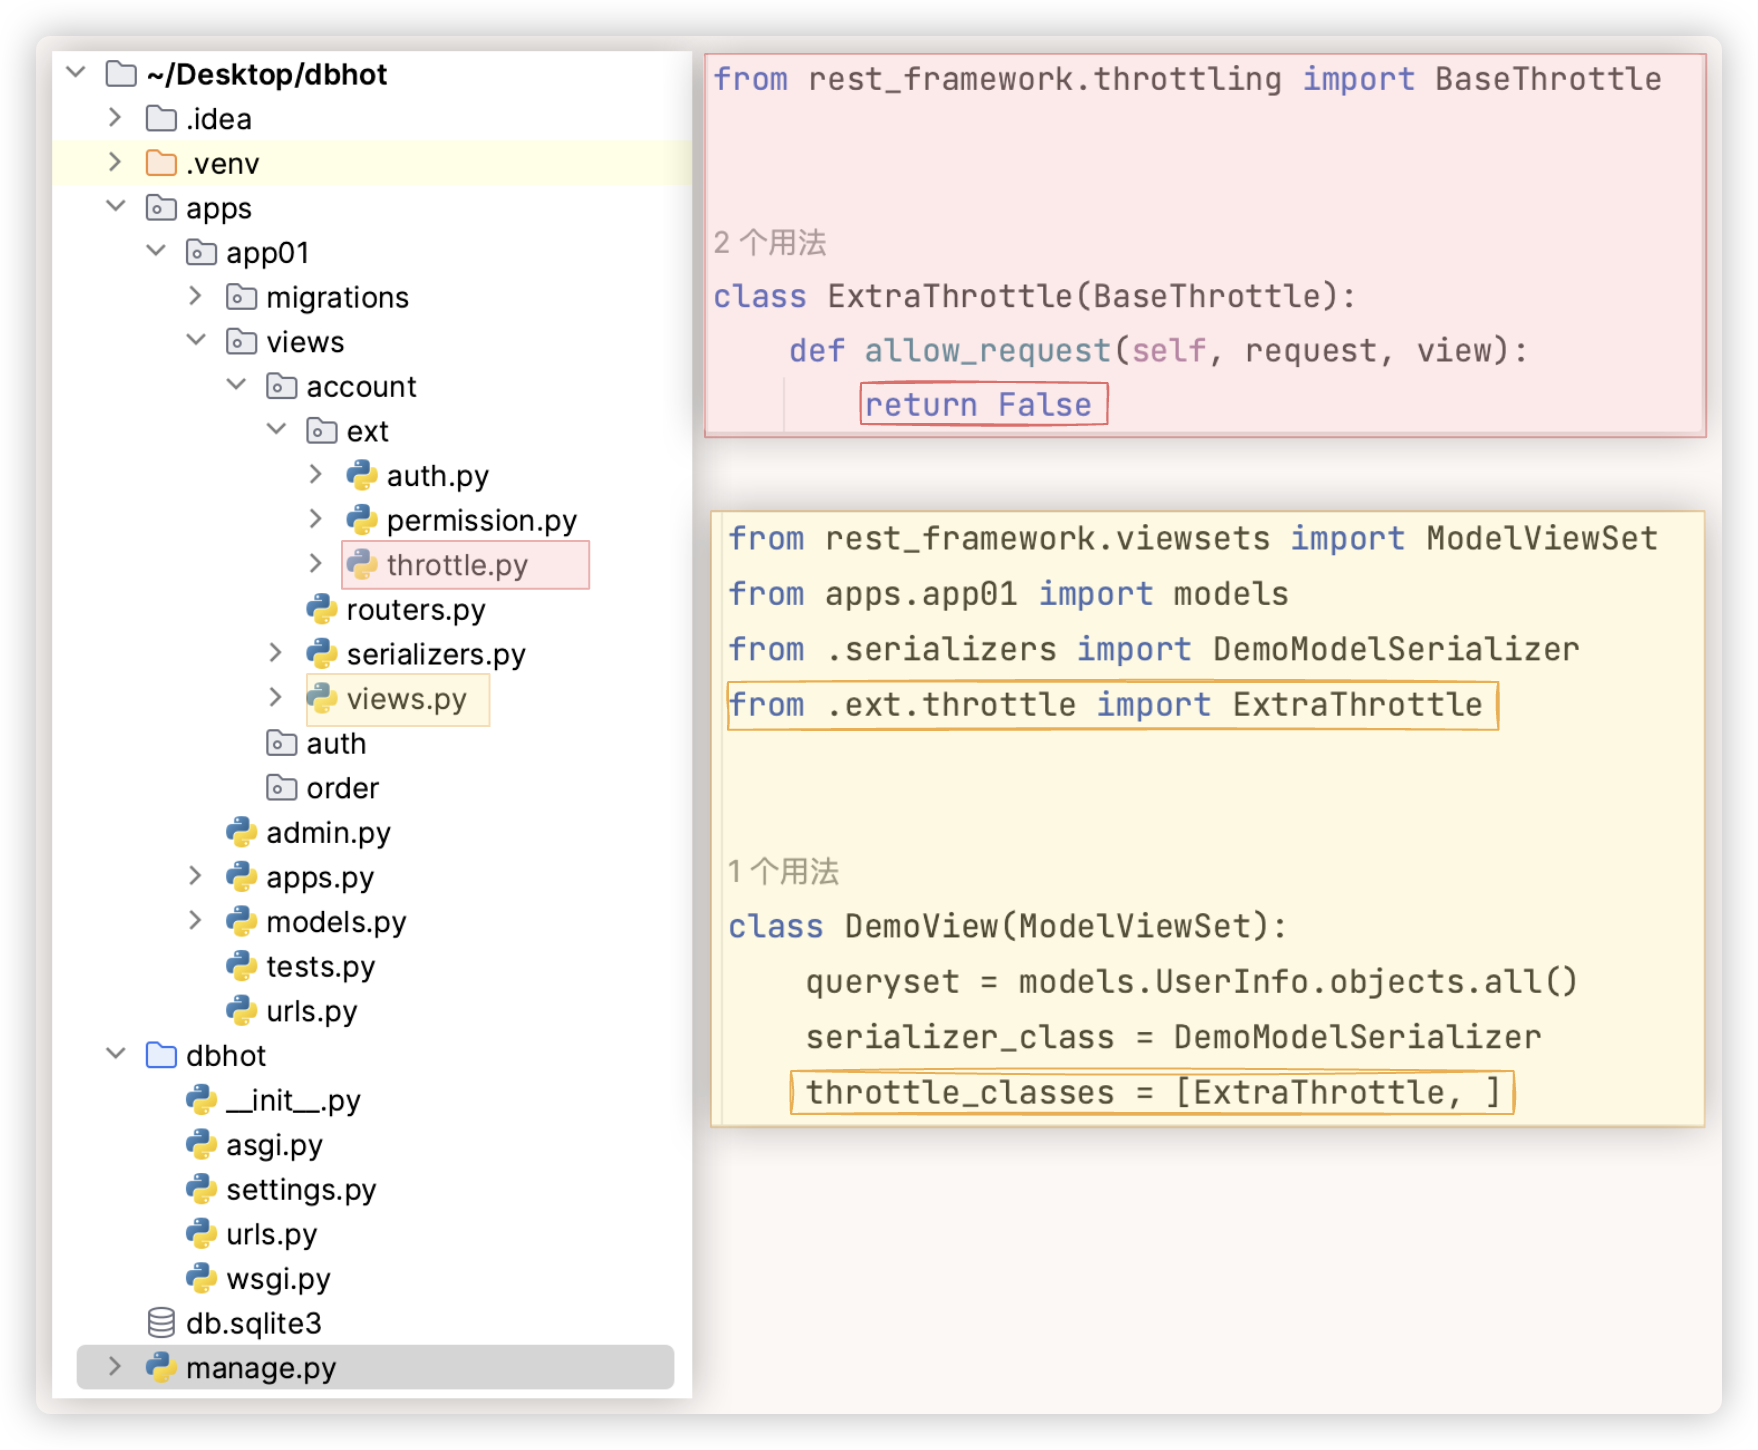 ~/Desktop/dbhot
.idea
.venv
apps
app01
migrations
views
account
ext
auth.py
permission.py
throttle.py
routers.py
serializers.py
views.py
auth
order
admin.py
apps.py
models.py
tests.py
urls.py
dbhot
__init__.py
asgi.py
settings.py
urls.py
wsgi.py
db.sqlite3
manage.py
from rest_framework.throttling import BaseThrottle
2 个用法
class ExtraThrottle(BaseThrottle):
    def allow_request(self, request, view):
        return False
from rest_framework.viewsets import ModelViewSet
from apps.app01 import models
from .serializers import DemoModelSerializer
from .ext.throttle import ExtraThrottle
1 个用法
class DemoView(ModelViewSet):
    queryset = models.UserInfo.objects.all()
    serializer_class = DemoModelSerializer
    throttle_classes = [ExtraThrottle, ]